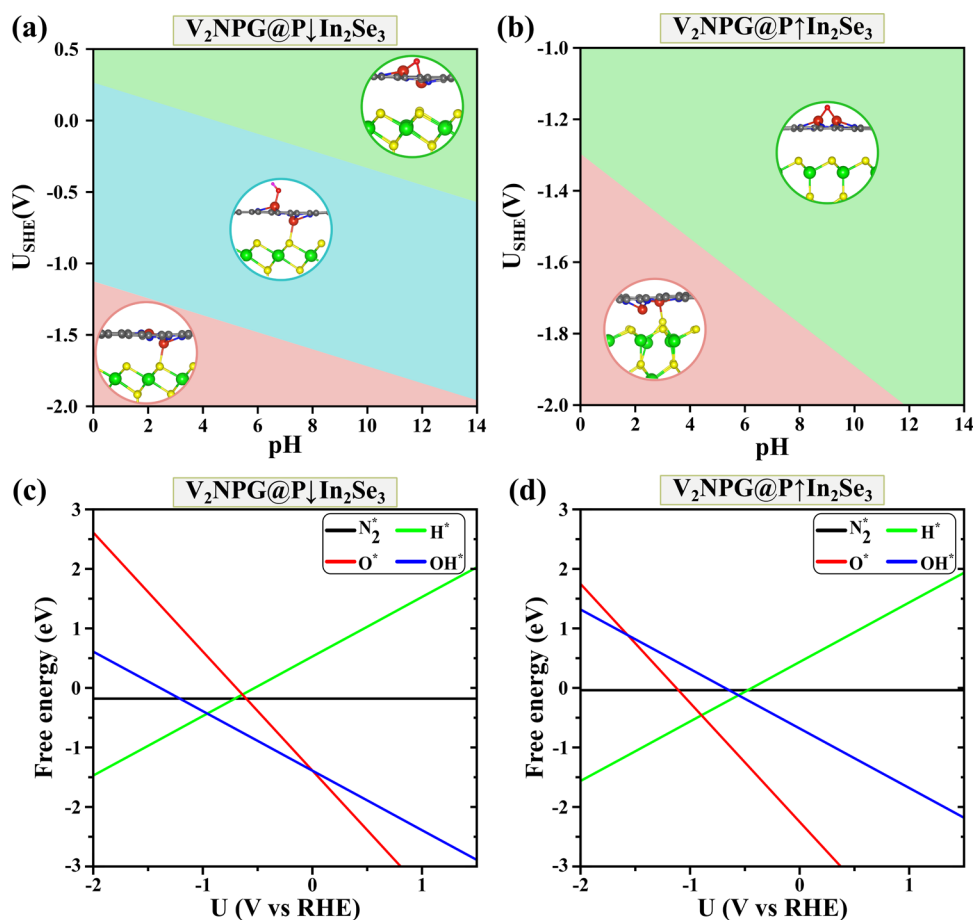 (a)
V₂NPG@P↓In₂Se₃
0.5
0.0
-0.5
-1.0
-1.5
-2.0
U_SHE(V)
0 2 4 6 8 10 12 14
pH
(b)
V₂NPG@P↑In₂Se₃
-1.0
-1.2
-1.4
-1.6
-1.8
-2.0
U_SHE(V)
0 2 4 6 8 10 12 14
pH
(c)
V₂NPG@P↓In₂Se₃
N₂* H*
O* OH*
3
2
1
0
-1
-2
-3
Free energy (eV)
-2 -1 0 1
U (V vs RHE)
(d)
V₂NPG@P↑In₂Se₃
N₂* H*
O* OH*
3
2
1
0
-1
-2
-3
Free energy (eV)
-2 -1 0 1
U (V vs RHE)